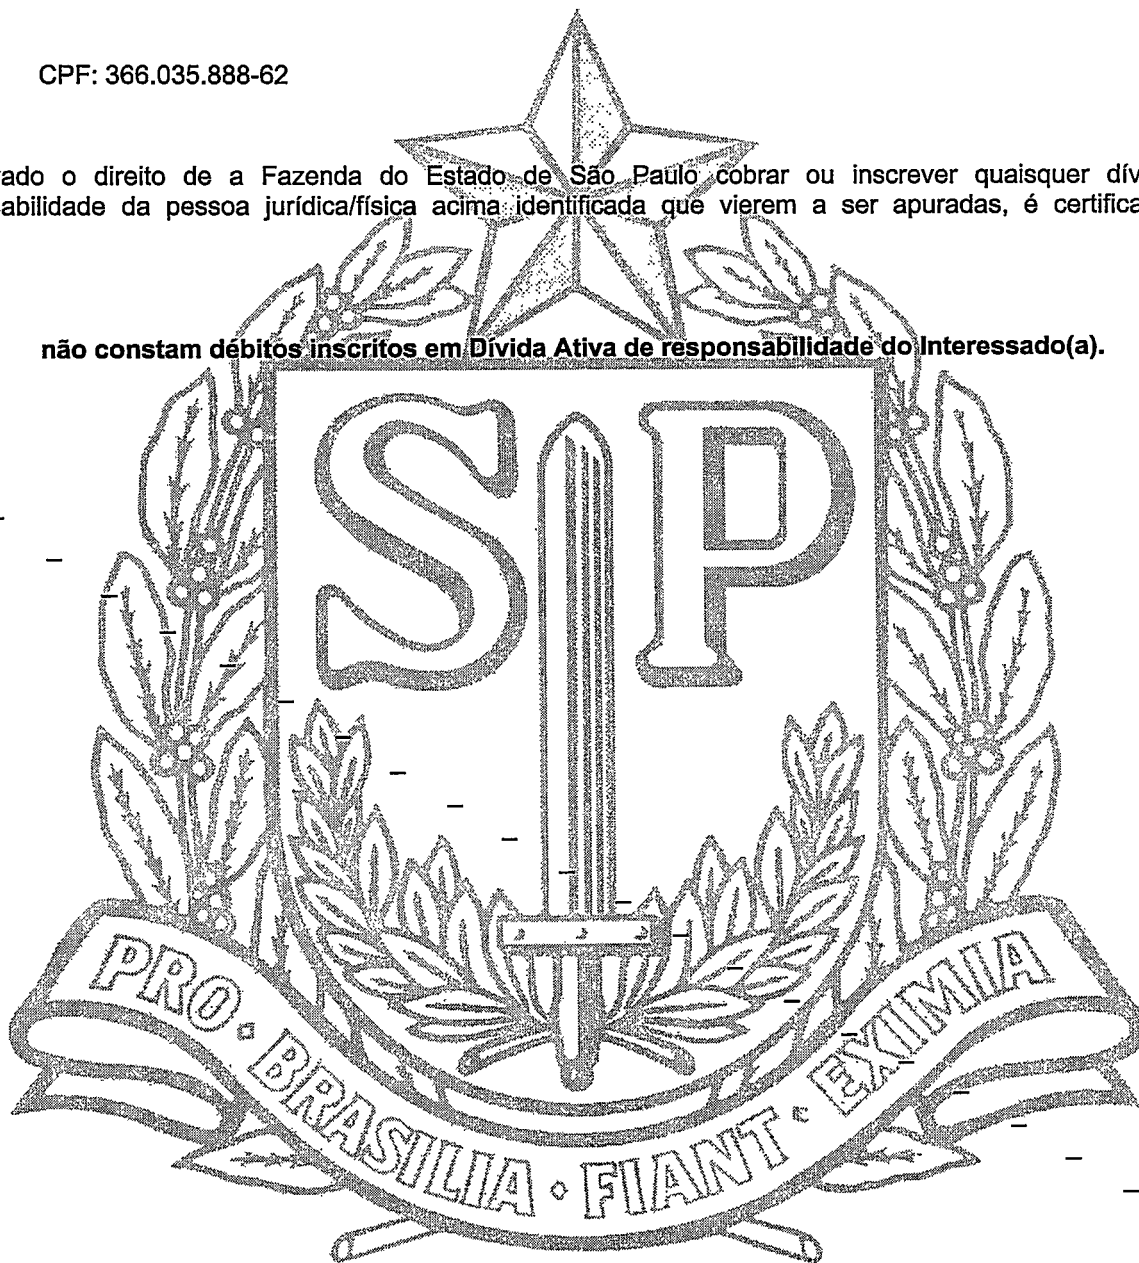 CPF: 366.035.888-62
ado o direito de a Fazenda do Estado de São Paulo cobrar ou inscrever quaisquer dív
abilidade da pessoa jurídica/física acima identificada que vierem a ser apuradas, é certifica
não constam débitos inscritos em Dívida Ativa de responsabilidade do Interessado(a).
S P
PRO · BRASILIA · FIANT · EXIMIA